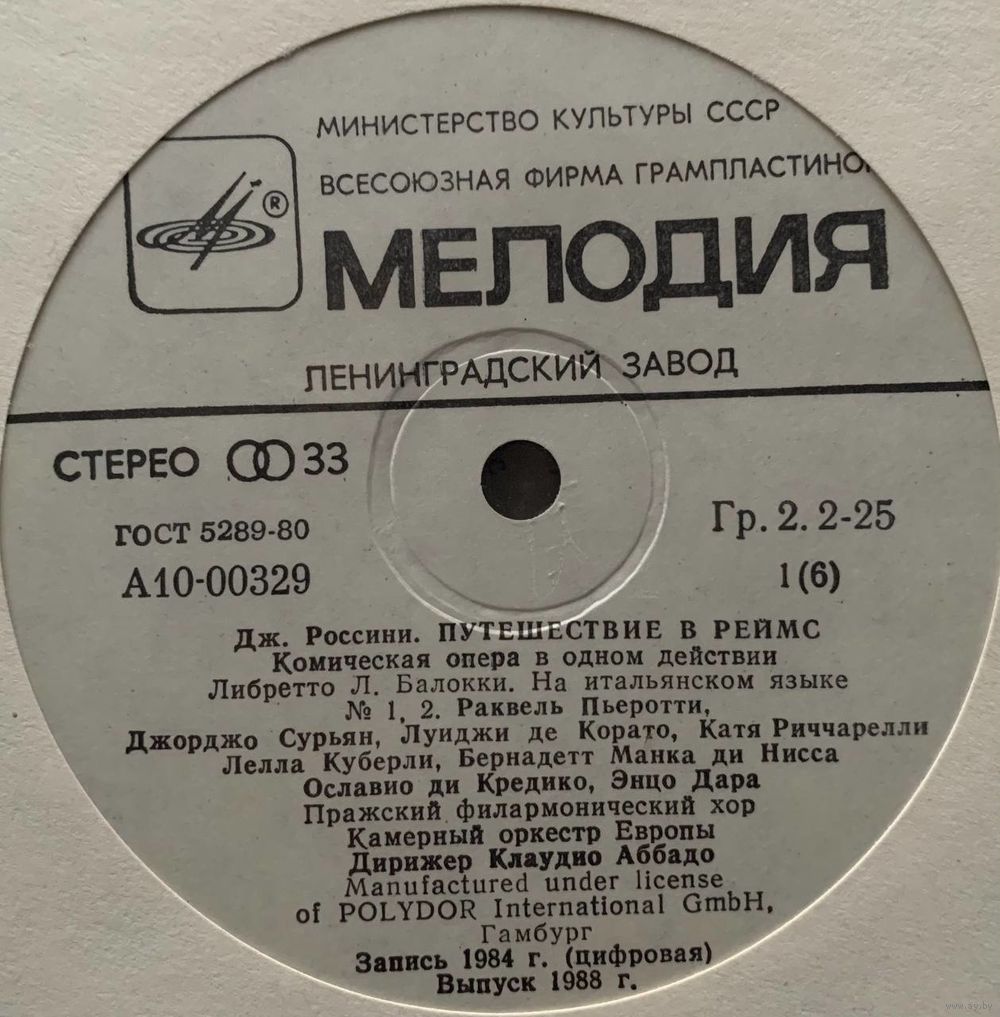 МИНИСТЕРСТВО КУЛЬТУРЫ СССР
ВСЕСОЮЗНАЯ ФИРМА ГРАМПЛАСТИНО
®
МЕЛОДИЯ
ЛЕНИНГРАДСКИЙ ЗАВОД
СТЕРЕО 33
ГОСТ 5289-80
Гр. 2. 2-25
А10-00329
1 (6)
Дж. Россини. ПУТЕШЕСТВИЕ В РЕЙМС
Комическая опера в одном действии
Либретто Л. Балокки. На итальянском языке
№ 1, 2. Раквель Пьеротти,
Джорджо Сурьян, Луиджи де Корато, Катя Риччарелли
Лелла Куберли, Бернадетт Манка ди Нисса
Ославио ди Кредико, Энцо Дара
Пражский филармонический хор
Камерный оркестр Европы
Дирижер Клаудио Аббадо
Manufactured under license
of POLYDOR International GmbH,
Гамбург
Запись 1984 г. (цифровая)
Выпуск 1988 г.
www.ay.by